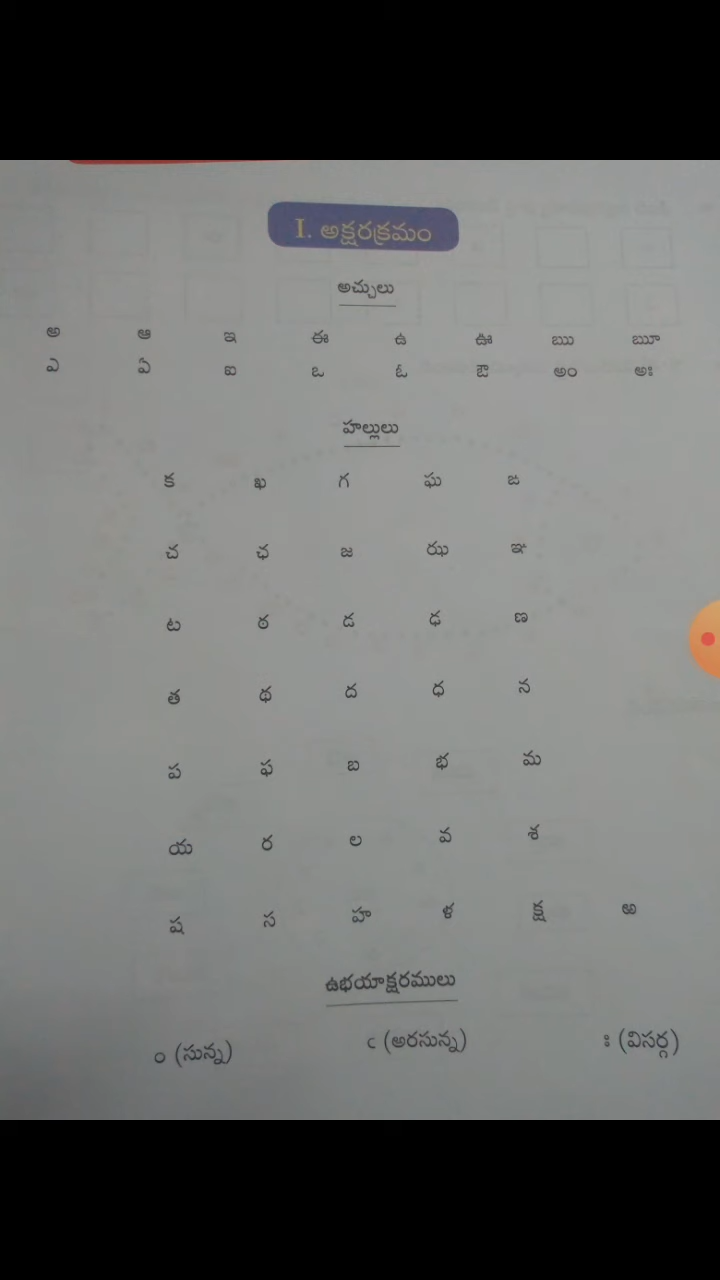 I. అక్షరక్రమం
అచ్చులు
అ ఆ ఇ ఈ ఉ ఊ ఋ ౠ
ఎ ఏ ఐ ఒ ఓ ఔ అం అః
హల్లులు
క ఖ గ ఘ జ
చ ఛ జ ఝ ఞ
ట ఠ డ ఢ ణ
త థ ద ధ న
ప ఫ బ భ మ
య ర ల వ శ
ష స హ ళ క్ష ఱ
ఉభయాక్షరములు
ం (సున్న) ఁ (అరసున్న) ః (విసర్గ)